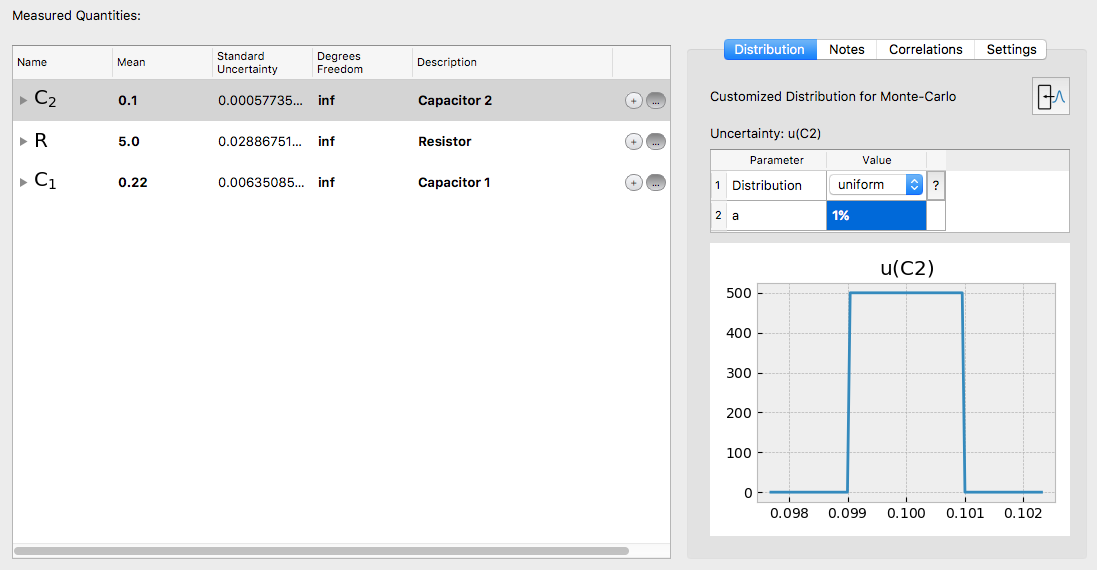 Measured Quantities:
Name Mean Standard Uncertainty Degrees Freedom Description
C₂ 0.1 0.00057735... inf Capacitor 2 + ...
R 5.0 0.02886751... inf Resistor + ...
C₁ 0.22 0.00635085... inf Capacitor 1 + ...
Distribution Notes Correlations Settings
Customized Distribution for Monte-Carlo
Uncertainty: u(C2)
Parameter Value
1 Distribution uniform ?
2 a 1%
u(C2)
500
400
300
200
100
0
0.098 0.099 0.100 0.101 0.102